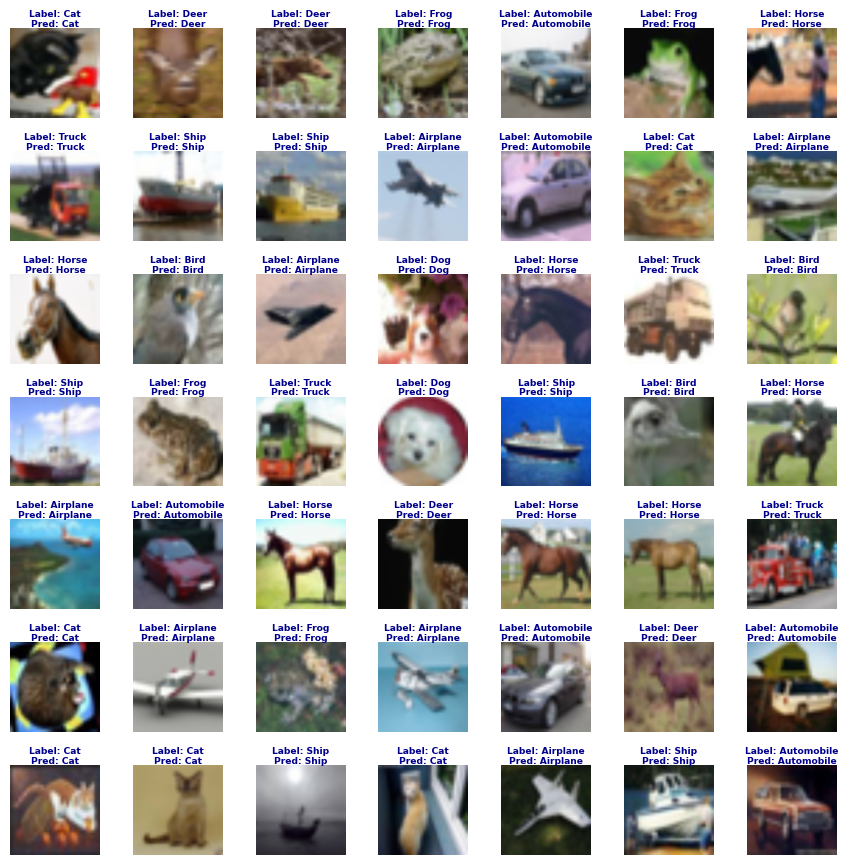 Label: Cat
Pred: Cat
Label: Deer
Pred: Deer
Label: Deer
Pred: Deer
Label: Frog
Pred: Frog
Label: Automobile
Pred: Automobile
Label: Frog
Pred: Frog
Label: Horse
Pred: Horse
Label: Truck
Pred: Truck
Label: Ship
Pred: Ship
Label: Ship
Pred: Ship
Label: Airplane
Pred: Airplane
Label: Automobile
Pred: Automobile
Label: Cat
Pred: Cat
Label: Airplane
Pred: Airplane
Label: Horse
Pred: Horse
Label: Bird
Pred: Bird
Label: Airplane
Pred: Airplane
Label: Dog
Pred: Dog
Label: Horse
Pred: Horse
Label: Truck
Pred: Truck
Label: Bird
Pred: Bird
Label: Ship
Pred: Ship
Label: Frog
Pred: Frog
Label: Truck
Pred: Truck
Label: Dog
Pred: Dog
Label: Ship
Pred: Ship
Label: Bird
Pred: Bird
Label: Horse
Pred: Horse
Label: Airplane
Pred: Airplane
Label: Automobile
Pred: Automobile
Label: Horse
Pred: Horse
Label: Deer
Pred: Deer
Label: Horse
Pred: Horse
Label: Horse
Pred: Horse
Label: Truck
Pred: Truck
Label: Cat
Pred: Cat
Label: Airplane
Pred: Airplane
Label: Frog
Pred: Frog
Label: Airplane
Pred: Airplane
Label: Automobile
Pred: Automobile
Label: Deer
Pred: Deer
Label: Automobile
Pred: Automobile
Label: Cat
Pred: Cat
Label: Cat
Pred: Cat
Label: Ship
Pred: Ship
Label: Cat
Pred: Cat
Label: Airplane
Pred: Airplane
Label: Ship
Pred: Ship
Label: Automobile
Pred: Automobile